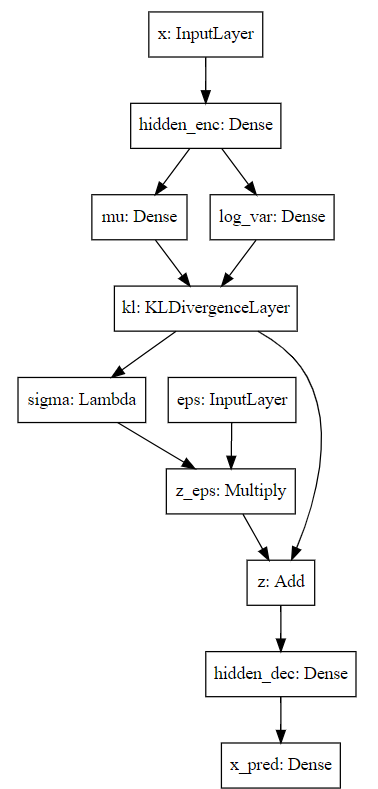 x: InputLayer
hidden_enc: Dense
mu: Dense
log_var: Dense
kl: KLDivergenceLayer
sigma: Lambda
eps: InputLayer
z_eps: Multiply
z: Add
hidden_dec: Dense
x_pred: Dense